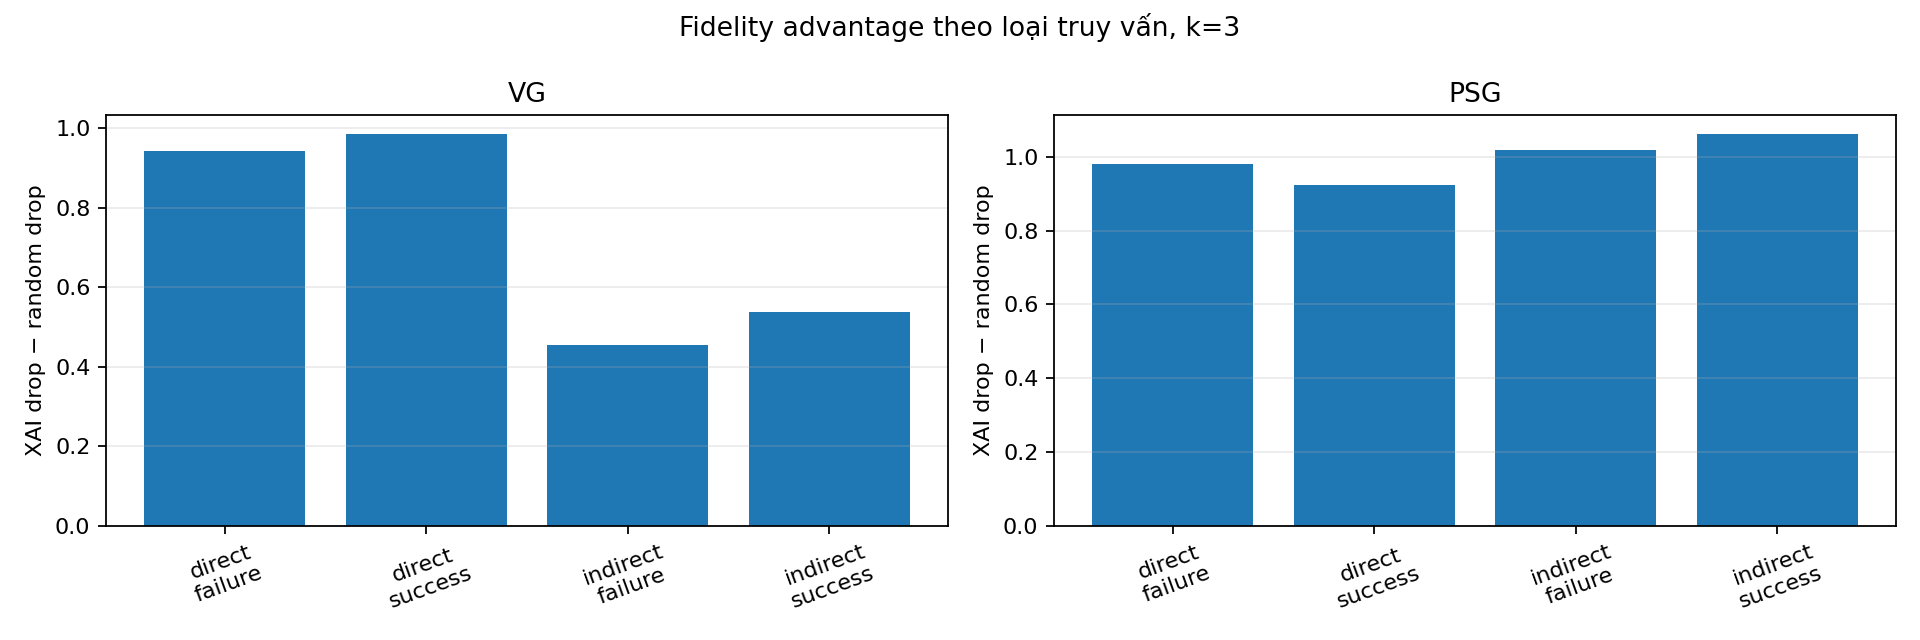 Fidelity advantage theo loại truy vấn, k=3
VG
XAI drop − random drop
1.0
0.8
0.6
0.4
0.2
0.0
direct
failure
direct
success
indirect
failure
indirect
success
PSG
XAI drop − random drop
1.0
0.8
0.6
0.4
0.2
0.0
direct
failure
direct
success
indirect
failure
indirect
success